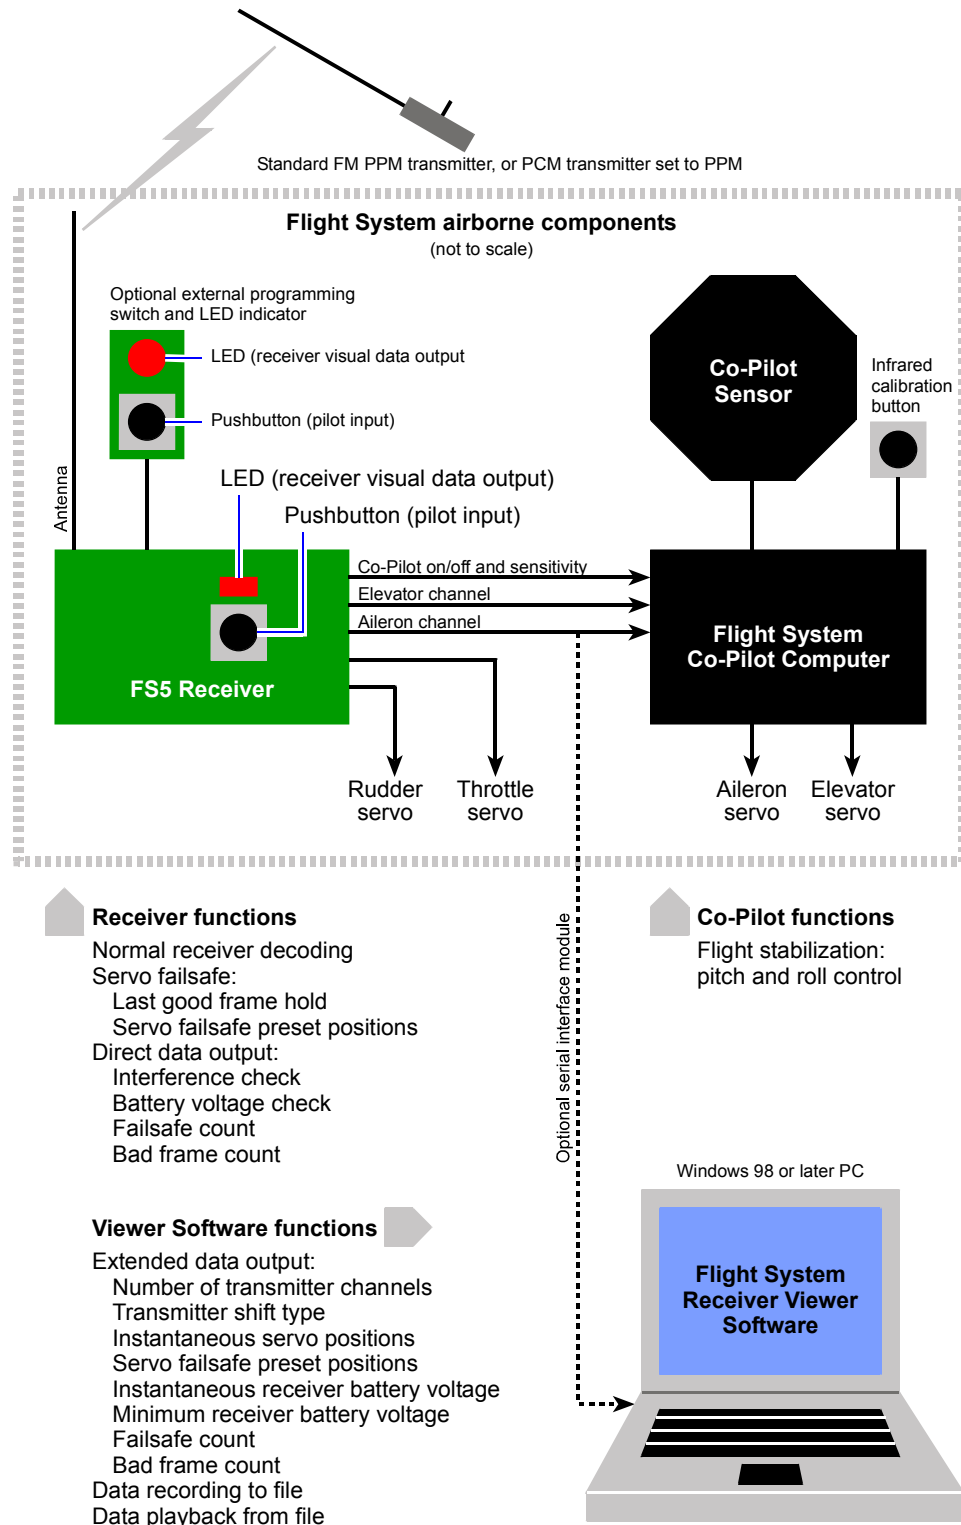 Standard FM PPM transmitter, or PCM transmitter set to PPM
Flight System airborne components
(not to scale)
Optional external programming
switch and LED indicator
LED (receiver visual data output
Pushbutton (pilot input)
Co-Pilot
Sensor
Infrared
calibration
button
Antenna
LED (receiver visual data output)
Pushbutton (pilot input)
Co-Pilot on/off and sensitivity
Elevator channel
Aileron channel
FS5 Receiver
Flight System
Co-Pilot Computer
Rudder
servo
Throttle
servo
Aileron
servo
Elevator
servo
Receiver functions
Normal receiver decoding
Servo failsafe:
Last good frame hold
Servo failsafe preset positions
Direct data output:
Interference check
Battery voltage check
Failsafe count
Bad frame count
Optional serial interface module
Co-Pilot functions
Flight stabilization:
pitch and roll control
Viewer Software functions
Extended data output:
Number of transmitter channels
Transmitter shift type
Instantaneous servo positions
Servo failsafe preset positions
Instantaneous receiver battery voltage
Minimum receiver battery voltage
Failsafe count
Bad frame count
Data recording to file
Data playback from file
Windows 98 or later PC
Flight System
Receiver Viewer
Software